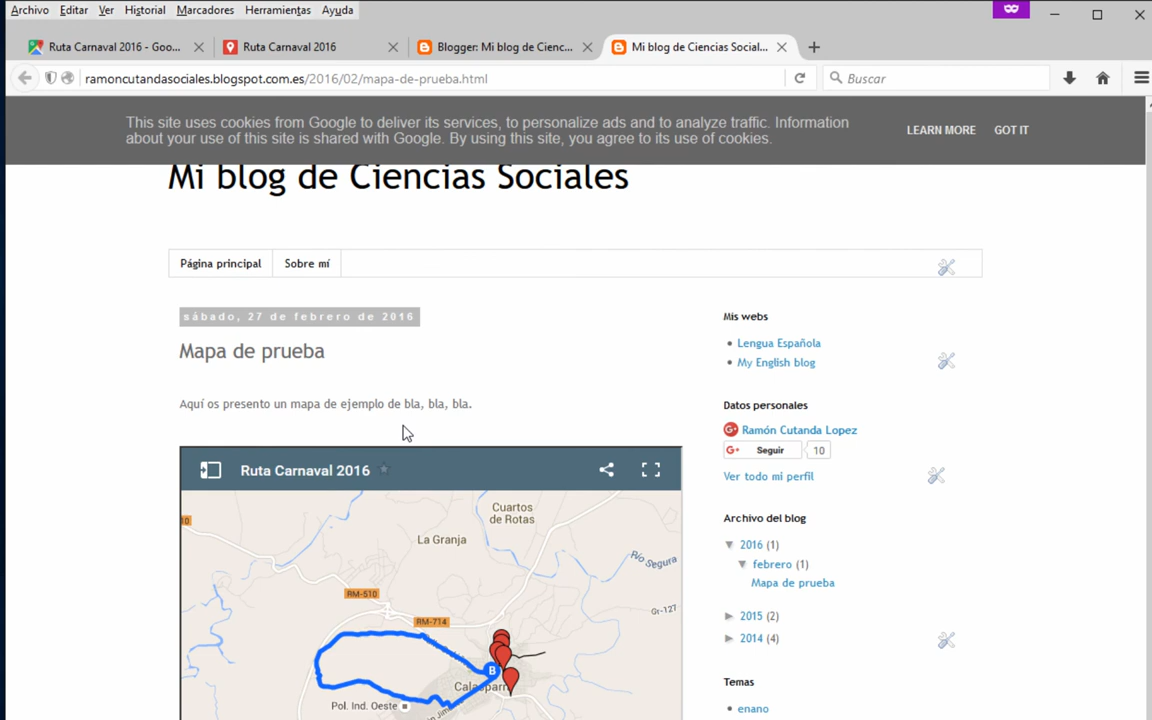 Archivo Editar Ver Historial Marcadores Herramientas Ayuda
Ruta Carnaval 2016 - Goo...
Ruta Carnaval 2016
Blogger: Mi blog de Cienc...
Mi blog de Ciencias Social...
ramoncutandasociales.blogspot.com.es/2016/02/mapa-de-prueba.html
Buscar
This site uses cookies from Google to deliver its services, to personalize ads and to analyze traffic. Information
about your use of this site is shared with Google. By using this site, you agree to its use of cookies.
LEARN MORE GOT IT
Mi blog de Ciencias Sociales
Página principal Sobre mí
sábado, 27 de febrero de 2016
Mapa de prueba
Aquí os presento un mapa de ejemplo de bla, bla, bla.
Ruta Carnaval 2016
Cuartos
de Rotas
La Granja
Río Segura
RM-510
Gr-127
RM-714
B
Pol. Ind. Oeste
Mis webs
Lengua Española
My English blog
Datos personales
Ramón Cutanda Lopez
G+ Seguir 10
Ver todo mi perfil
Archivo del blog
▼ 2016 (1)
▼ febrero (1)
Mapa de prueba
► 2015 (2)
► 2014 (4)
Temas
enano